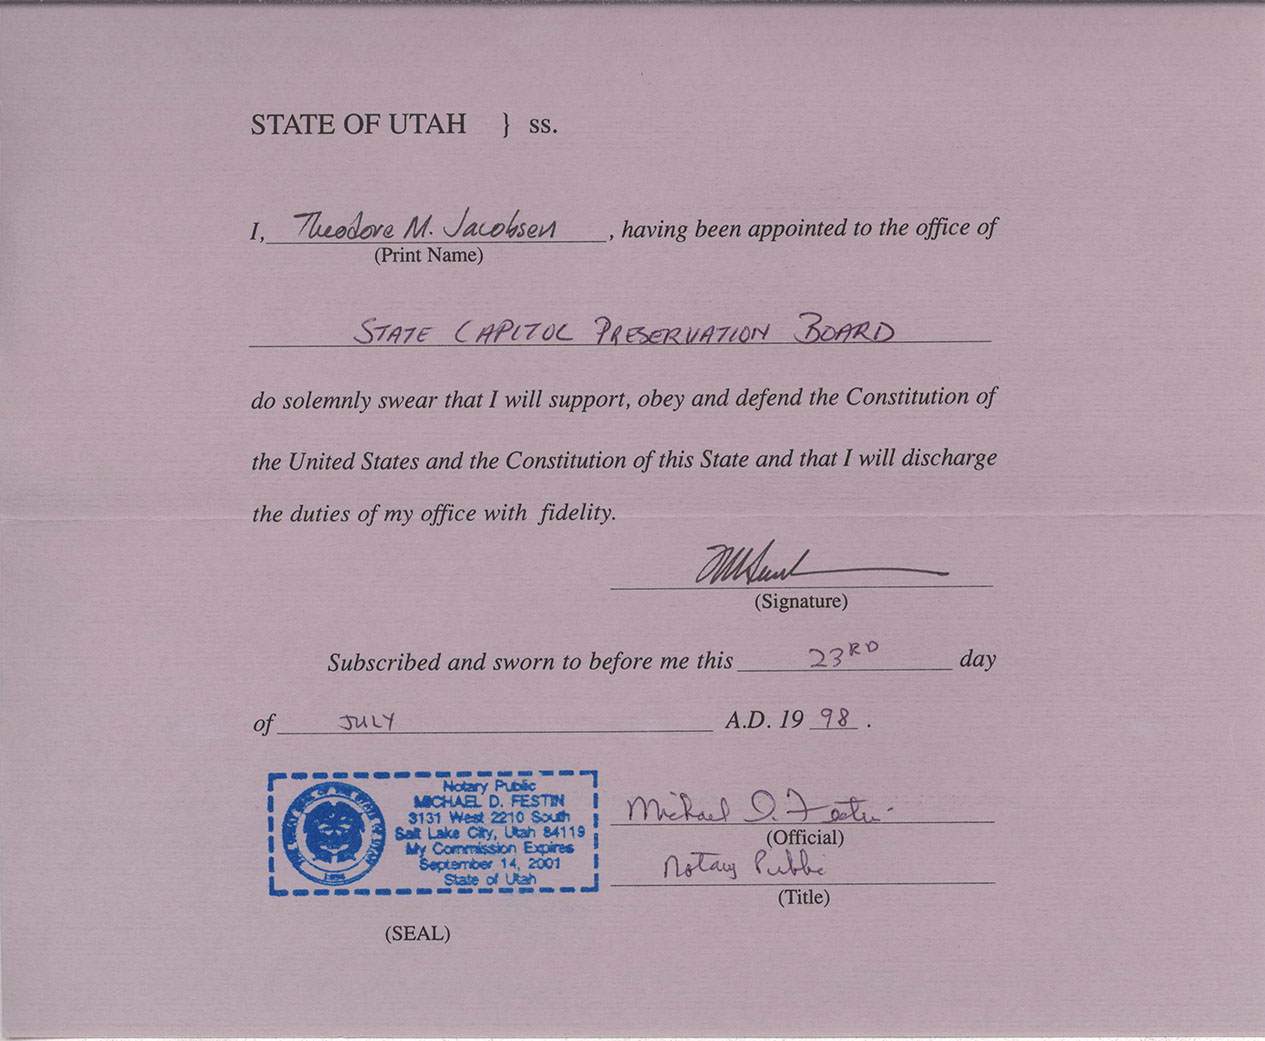 STATE OF UTAH } ss.
I, Theodore M. Jacobsen, having been appointed to the office of
(Print Name)
STATE CAPITOL PRESERVATION BOARD
do solemnly swear that I will support, obey and defend the Constitution of
the United States and the Constitution of this State and that I will discharge
the duties of my office with fidelity.
(Signature)
Subscribed and sworn to before me this 23RD day
of JULY A.D. 1998.
Notary Public
MICHAEL D. FESTIN
3131 West 2210 South
Salt Lake City, Utah 84119
My Commission Expires
September 14, 2001
State of Utah
Michael D. Festin
(Official)
Notary Public
(Title)
(SEAL)